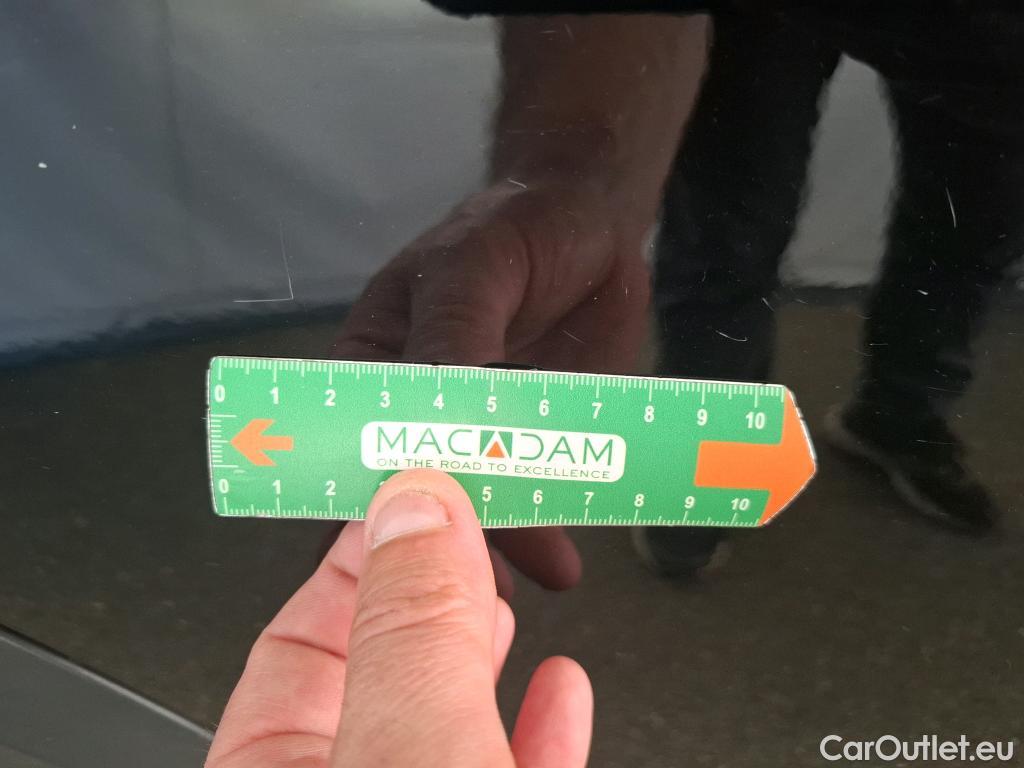 0 1 2 3 4 5 6 7 8 9 10
MACADAM
ON THE ROAD TO EXCELLENCE
0 1 2 3 5 6 7 8 9 10
CarOutlet.eu